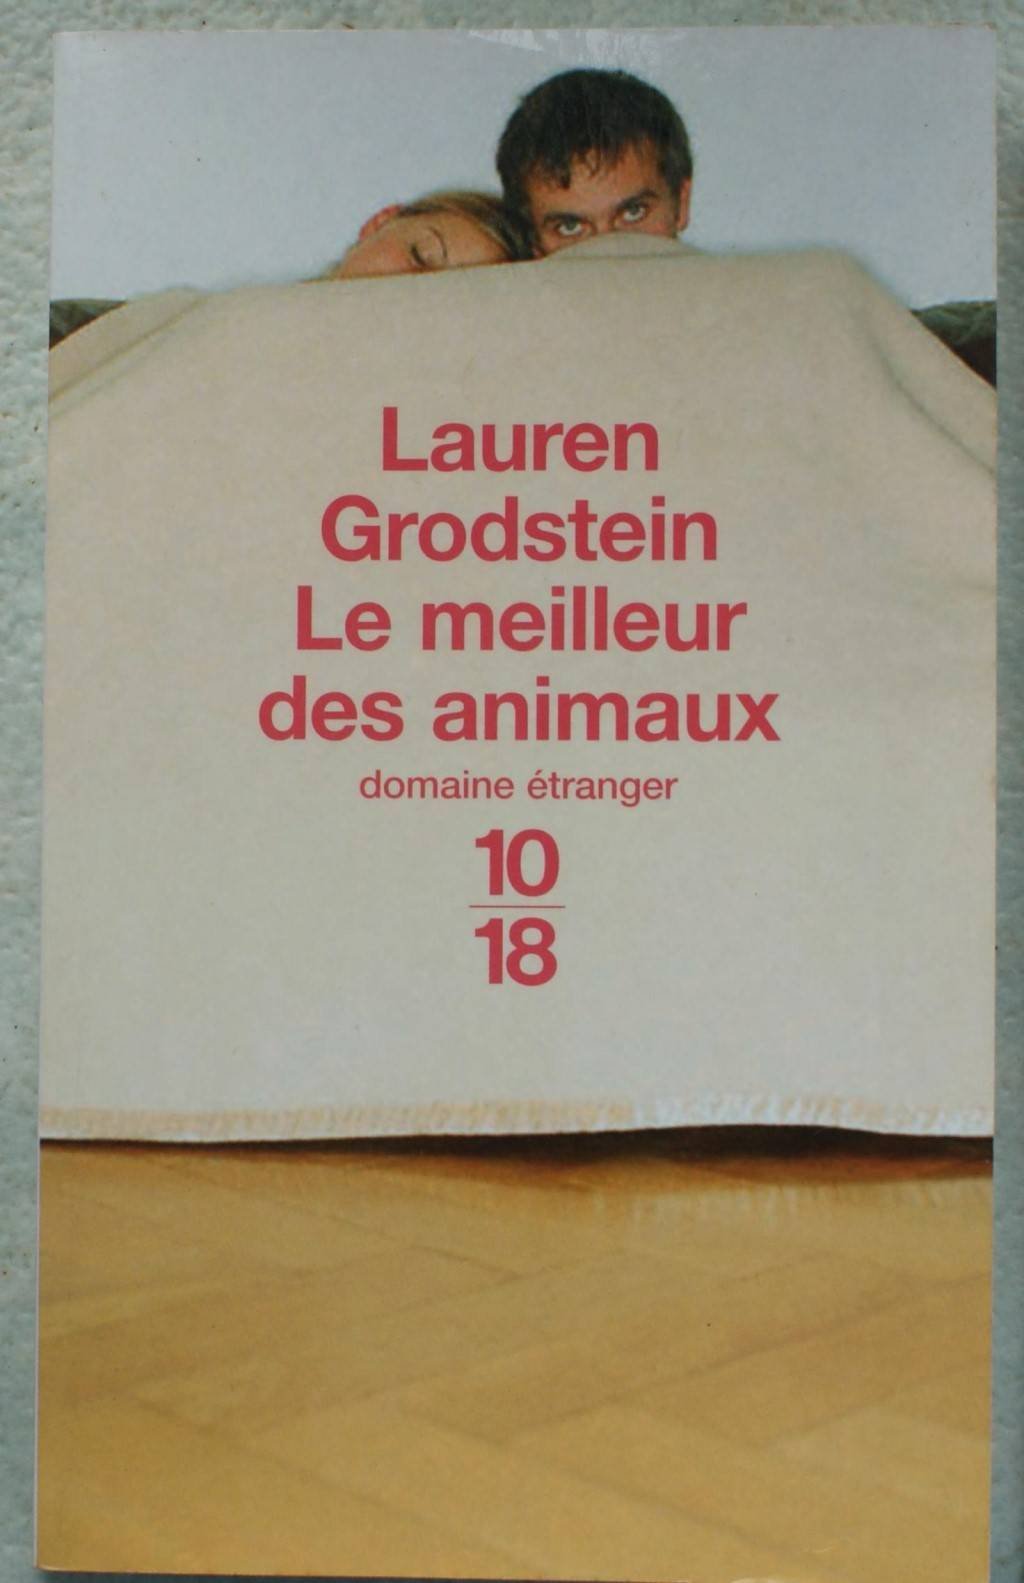 Lauren
Grodstein
Le meilleur
des animaux
domaine étranger
10
18